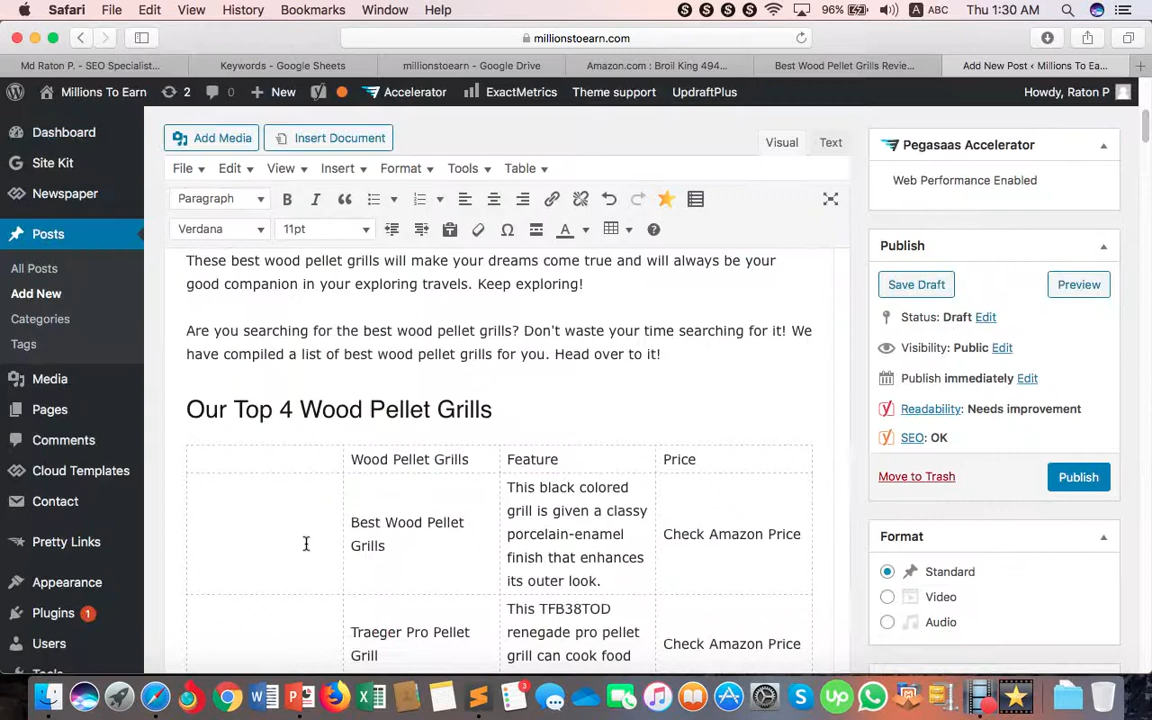 Safari File Edit View History Bookmarks Window Help 96% A ABC Thu 1:30 AM
millionstoearn.com
Md Raton P. - SEO Specialist... Keywords - Google Sheets millionstoearn - Google Drive Amazon.com : Broil King 494... Best Wood Pellet Grills Revie... Add New Post ‹ Millions To Ea...
Millions To Earn 2 New Accelerator ExactMetrics Theme support UpdraftPlus Howdy, Raton P
Dashboard
Site Kit
Newspaper
Posts
All Posts
Add New
Categories
Tags
Media
Pages
Comments
Cloud Templates
Contact
Pretty Links
Appearance
Plugins 1
Users
Tools
Add Media Insert Document Visual Text
File Edit View Insert Format Tools Table
Paragraph B I
Verdana 11pt A
These best wood pellet grills will make your dreams come true and will always be your
good companion in your exploring travels. Keep exploring!
Are you searching for the best wood pellet grills? Don't waste your time searching for it! We
have compiled a list of best wood pellet grills for you. Head over to it!
Our Top 4 Wood Pellet Grills
Wood Pellet Grills Feature Price
Best Wood Pellet
Grills
This black colored
grill is given a classy
porcelain-enamel
finish that enhances
its outer look.
Check Amazon Price
Traeger Pro Pellet
Grill
This TFB38TOD
renegade pro pellet
grill can cook food
Check Amazon Price
Pegasaas Accelerator
Web Performance Enabled
Publish
Save Draft Preview
Status: Draft Edit
Visibility: Public Edit
Publish immediately Edit
Readability: Needs improvement
SEO: OK
Move to Trash Publish
Format
Standard
Video
Audio
3